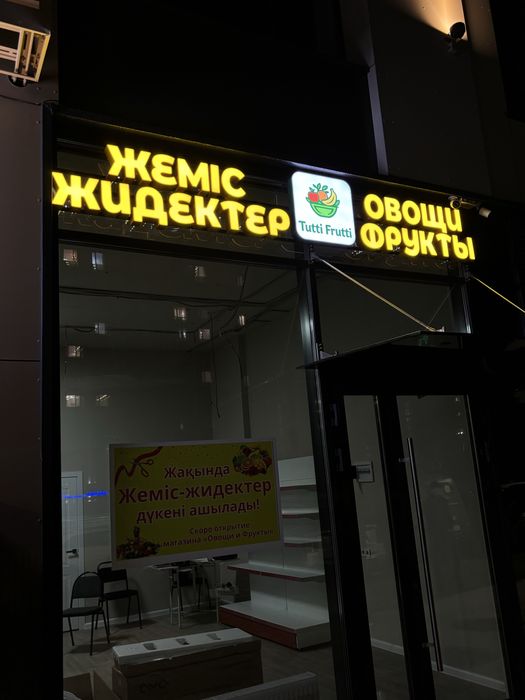 ЖЕМІС
ЖИДЕКТЕР
Tutti Frutti
ОВОЩИ
ФРУКТЫ
Жақында
Жеміс-жидектер
дүкені ашылады!
Скоро открытие
магазина «Овощи и Фрукты»